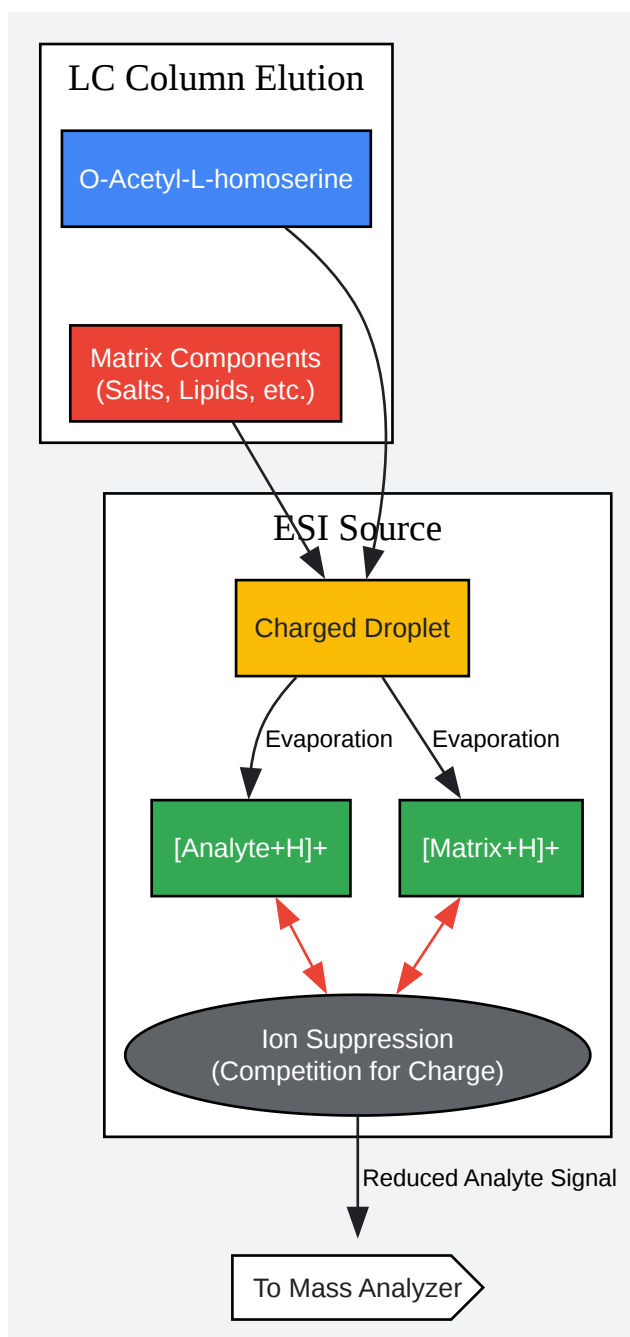 LC Column Elution
O-Acetyl-L-homoserine
Matrix Components
(Salts, Lipids, etc.)
ESI Source
Charged Droplet
Evaporation
Evaporation
[Analyte+H]+
[Matrix+H]+
Ion Suppression
(Competition for Charge)
Reduced Analyte Signal
To Mass Analyzer